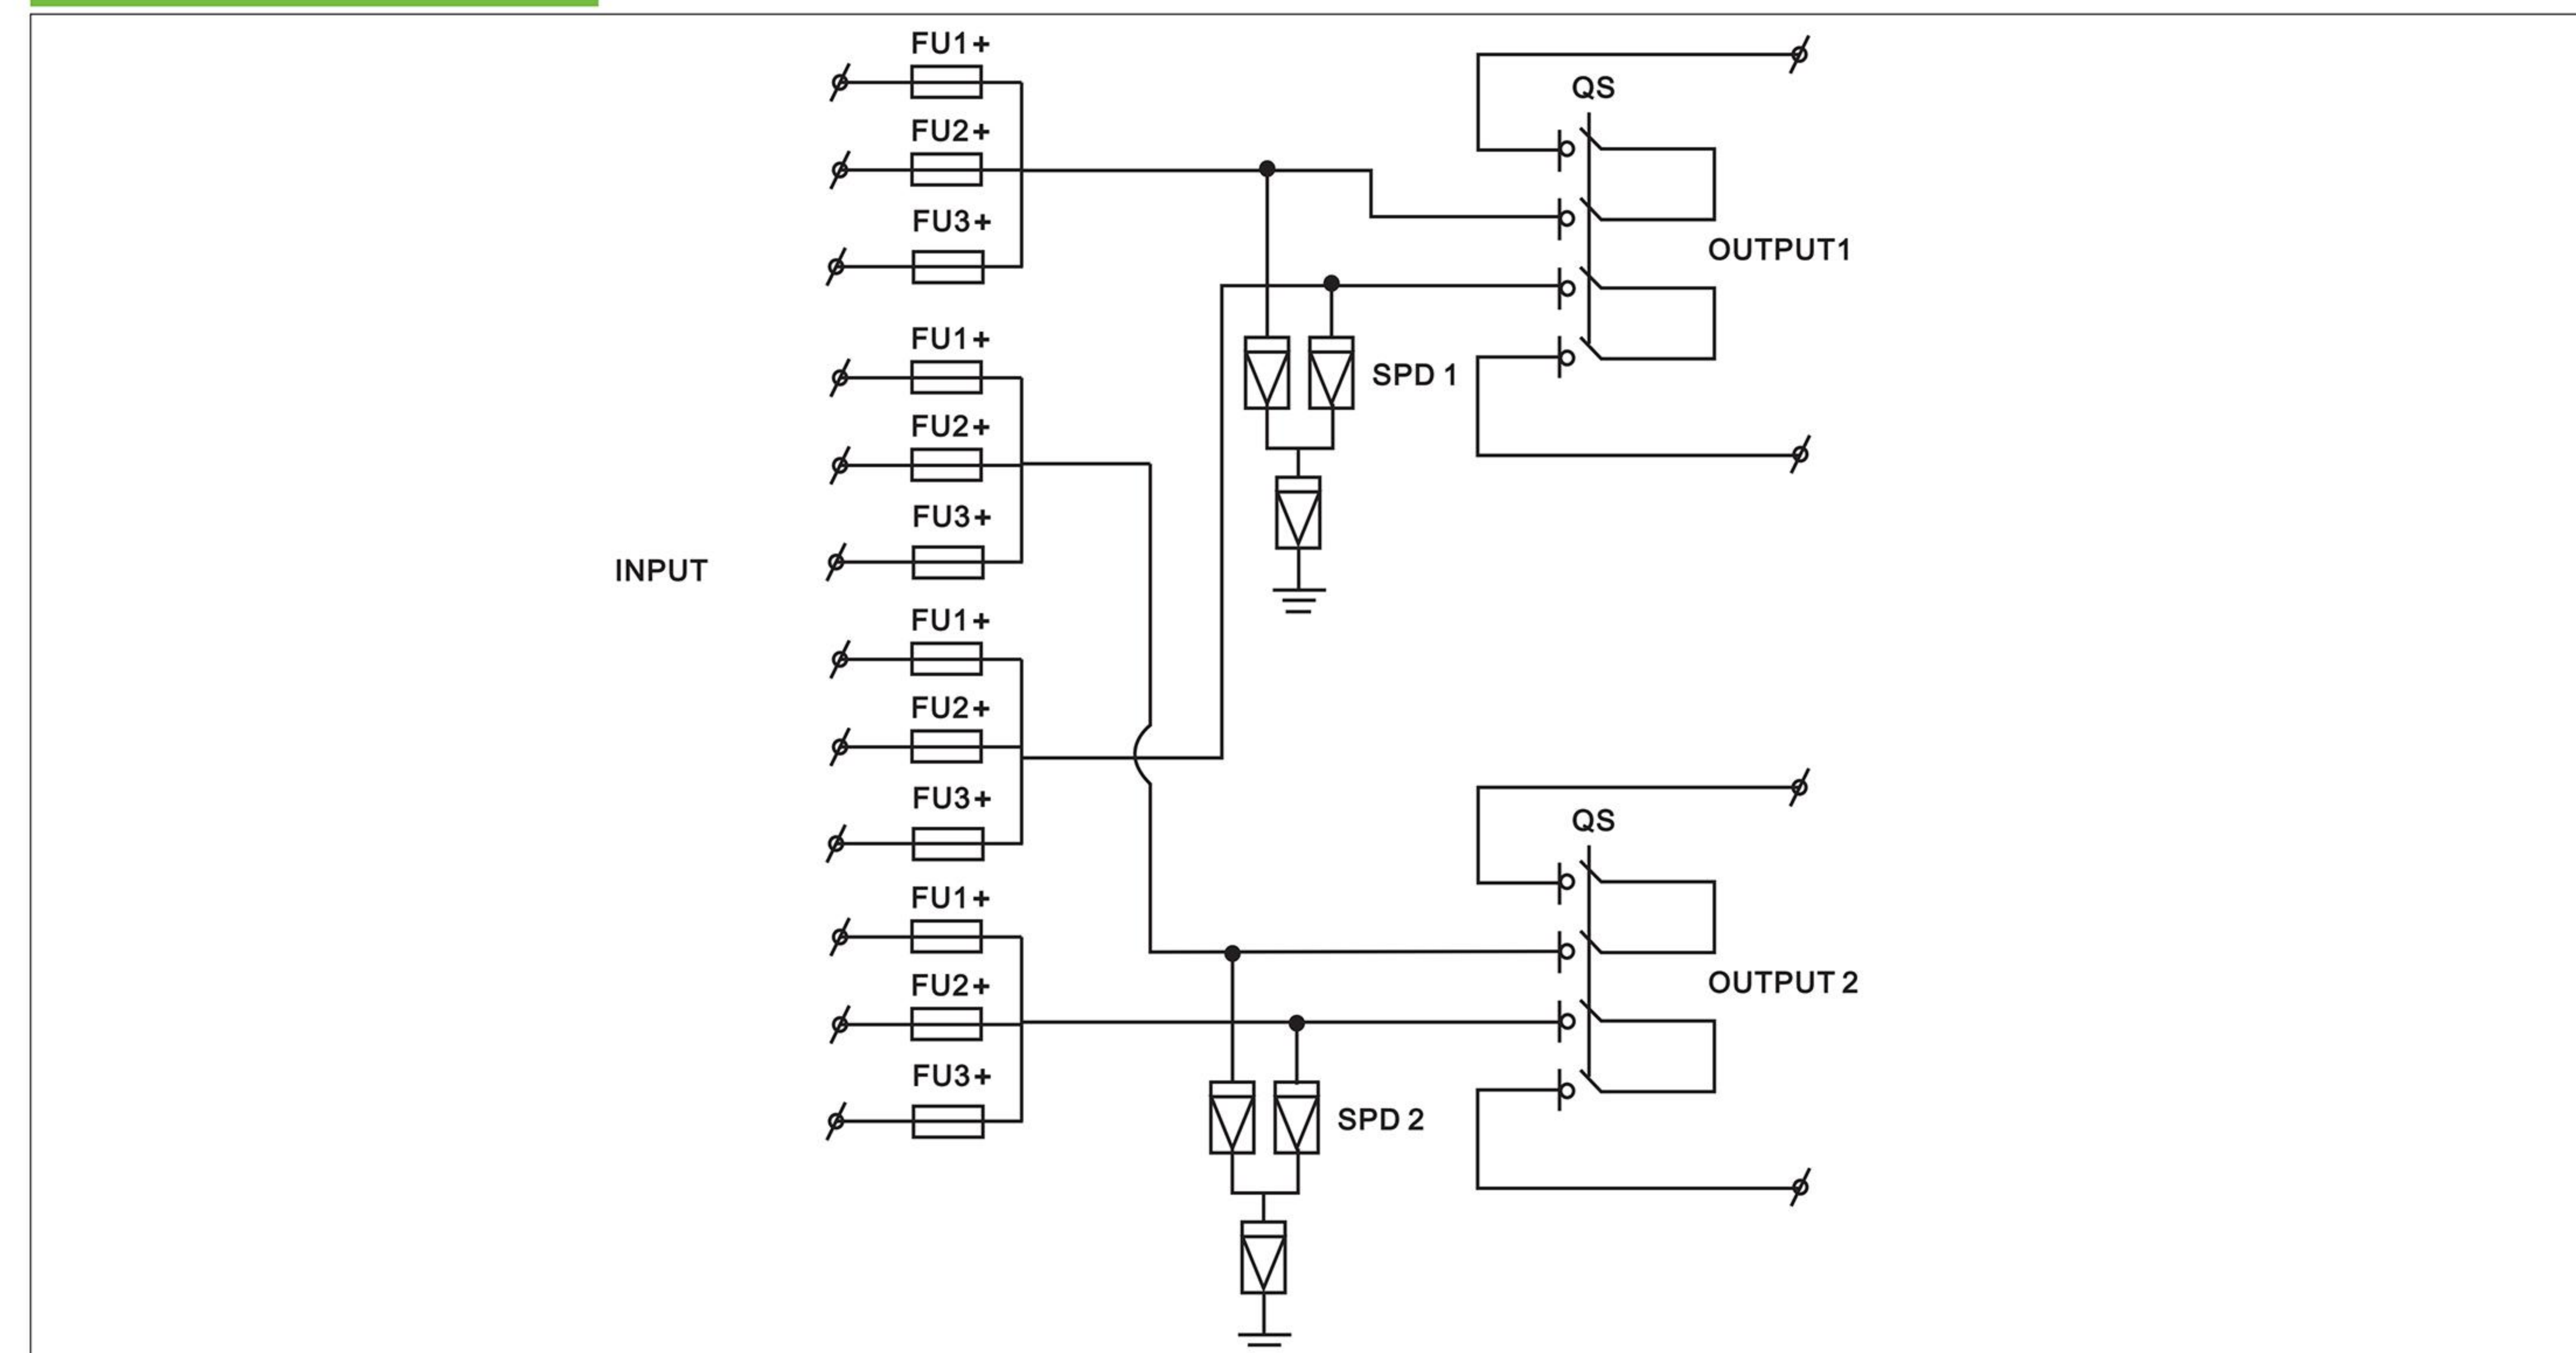 FU1+
QS
FU2+
FU3+
OUTPUT1
FU1+
SPD 1
FU2+
FU3+
INPUT
FU1+
FU2+
FU3+
QS
FU1+
FU2+
OUTPUT 2
FU3+
SPD 2